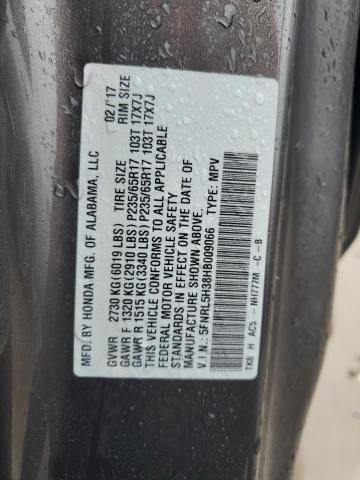 MFD. BY HONDA MFG. OF ALABAMA, LLC 02/'17
TIRE SIZE RIM SIZE
GVWR 2730 KG(6019 LBS)
GAWR F 1320 KG(2910 LBS) P235/65R17 103T 17X7J
GAWR R 1515 KG(3340 LBS) P235/65R17 103T 17X7J
THIS VEHICLE CONFORMS TO ALL APPLICABLE
FEDERAL MOTOR VEHICLE SAFETY
STANDARDS IN EFFECT ON THE DATE OF
MANUFACTURE SHOWN ABOVE.
V.I.N.: 5FNRL5H38HB009066 TYPE: MPV
TK8 H AC5 - NH777M -C -B